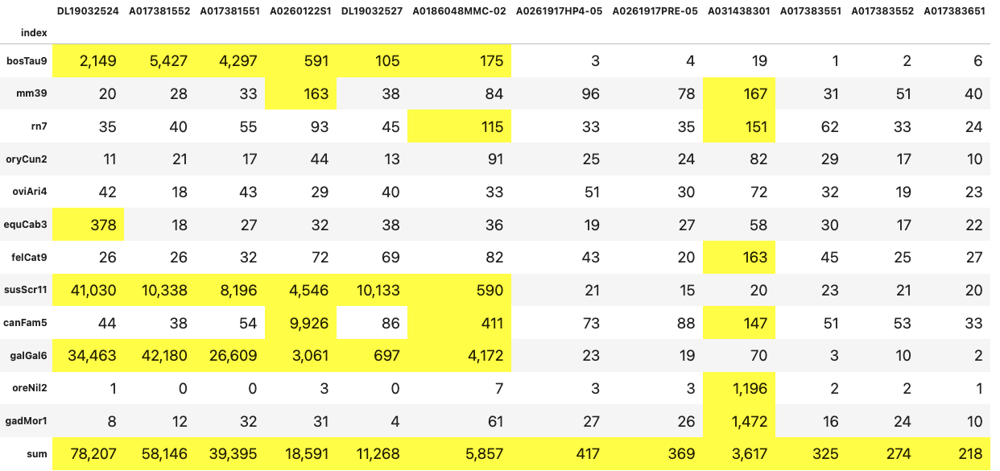 DL19032524 A017381552 A017381551 A0260122S1 DL19032527 A0186048MMC-02 A0261917HP4-05 A0261917PRE-05 A031438301 A017383551 A017383552 A017383651
index
bosTau9 2,149 5,427 4,297 591 105 175 3 4 19 1 2 6
mm39 20 28 33 163 38 84 96 78 167 31 51 40
rn7 35 40 55 93 45 115 33 35 151 62 33 24
oryCun2 11 21 17 44 13 91 25 24 82 29 17 10
oviAri4 42 18 43 29 40 33 51 30 72 32 19 23
equCab3 378 18 27 32 38 36 19 27 58 30 17 22
felCat9 26 26 32 72 69 82 43 20 163 45 25 27
susScr11 41,030 10,338 8,196 4,546 10,133 590 21 15 20 23 21 20
canFam5 44 38 54 9,926 86 411 73 88 147 51 53 33
galGal6 34,463 42,180 26,609 3,061 697 4,172 23 19 70 3 10 2
oreNil2 1 0 0 3 0 7 3 3 1,196 2 2 1
gadMor1 8 12 32 31 4 61 27 26 1,472 16 24 10
sum 78,207 58,146 39,395 18,591 11,268 5,857 417 369 3,617 325 274 218